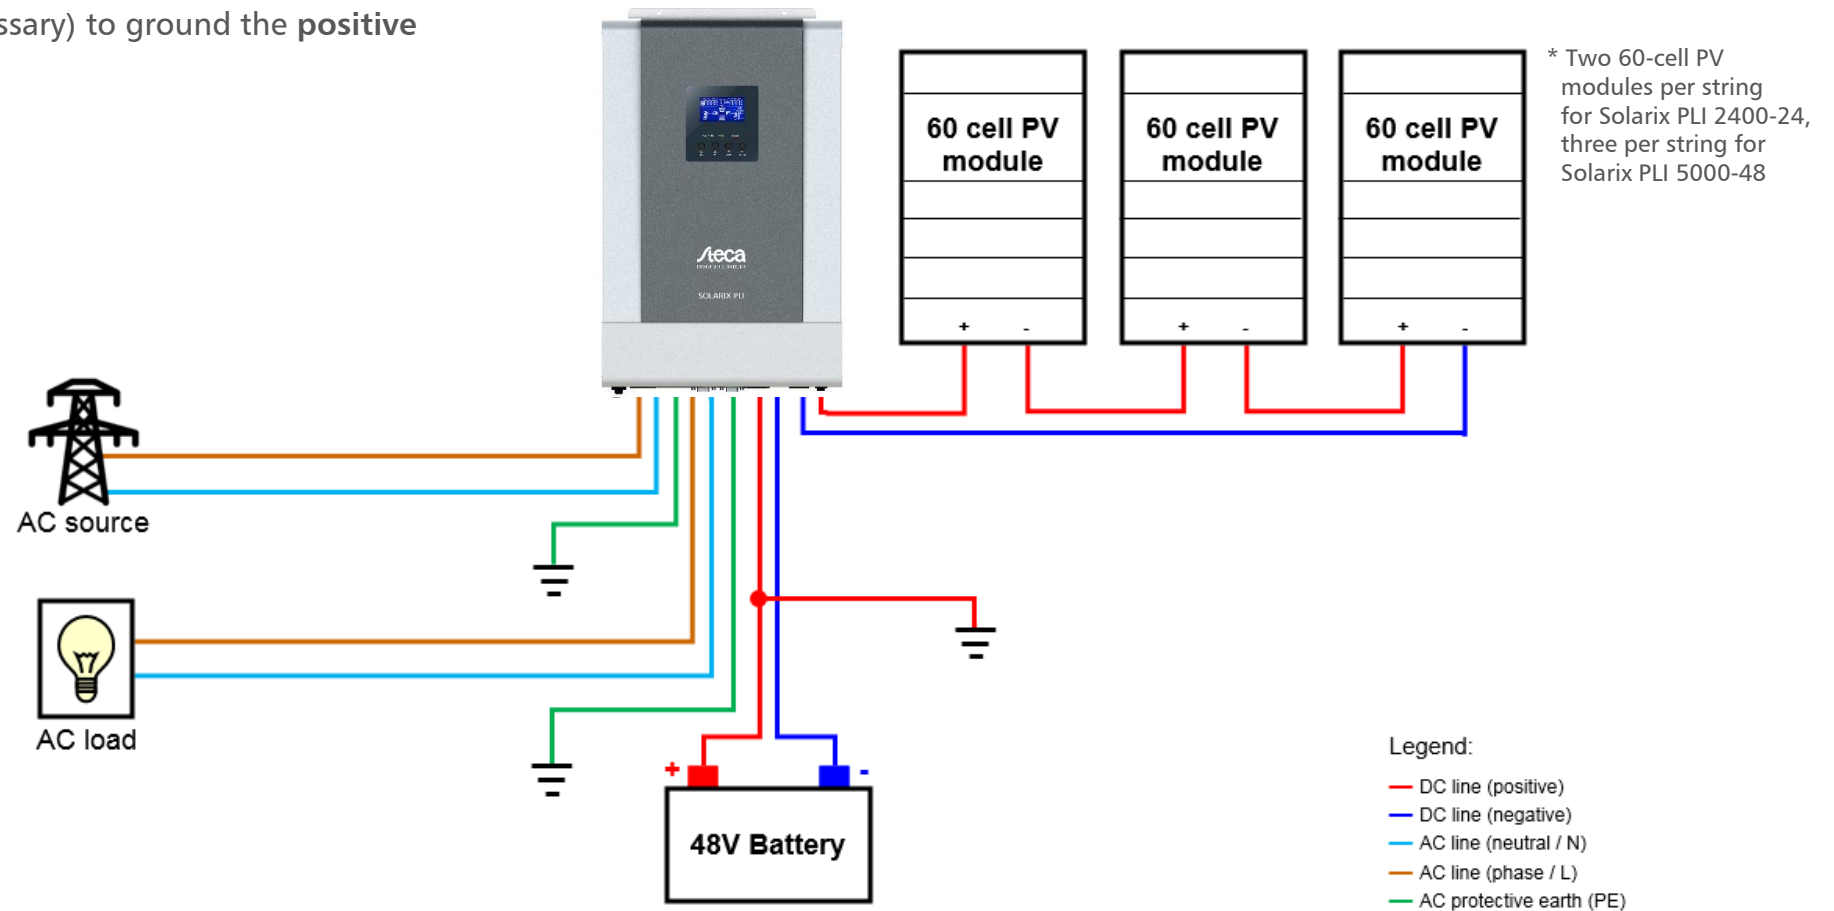 ssary) to ground the positive
* Two 60-cell PV
modules per string
for Solarix PLI 2400-24,
three per string for
Solarix PLI 5000-48
60 cell PV
module
+ -
60 cell PV
module
+ -
60 cell PV
module
+ -
Steca
SOLARIX PLI
AC source
AC load
+ -
48V Battery
Legend:
DC line (positive)
DC line (negative)
AC line (neutral / N)
AC line (phase / L)
AC protective earth (PE)